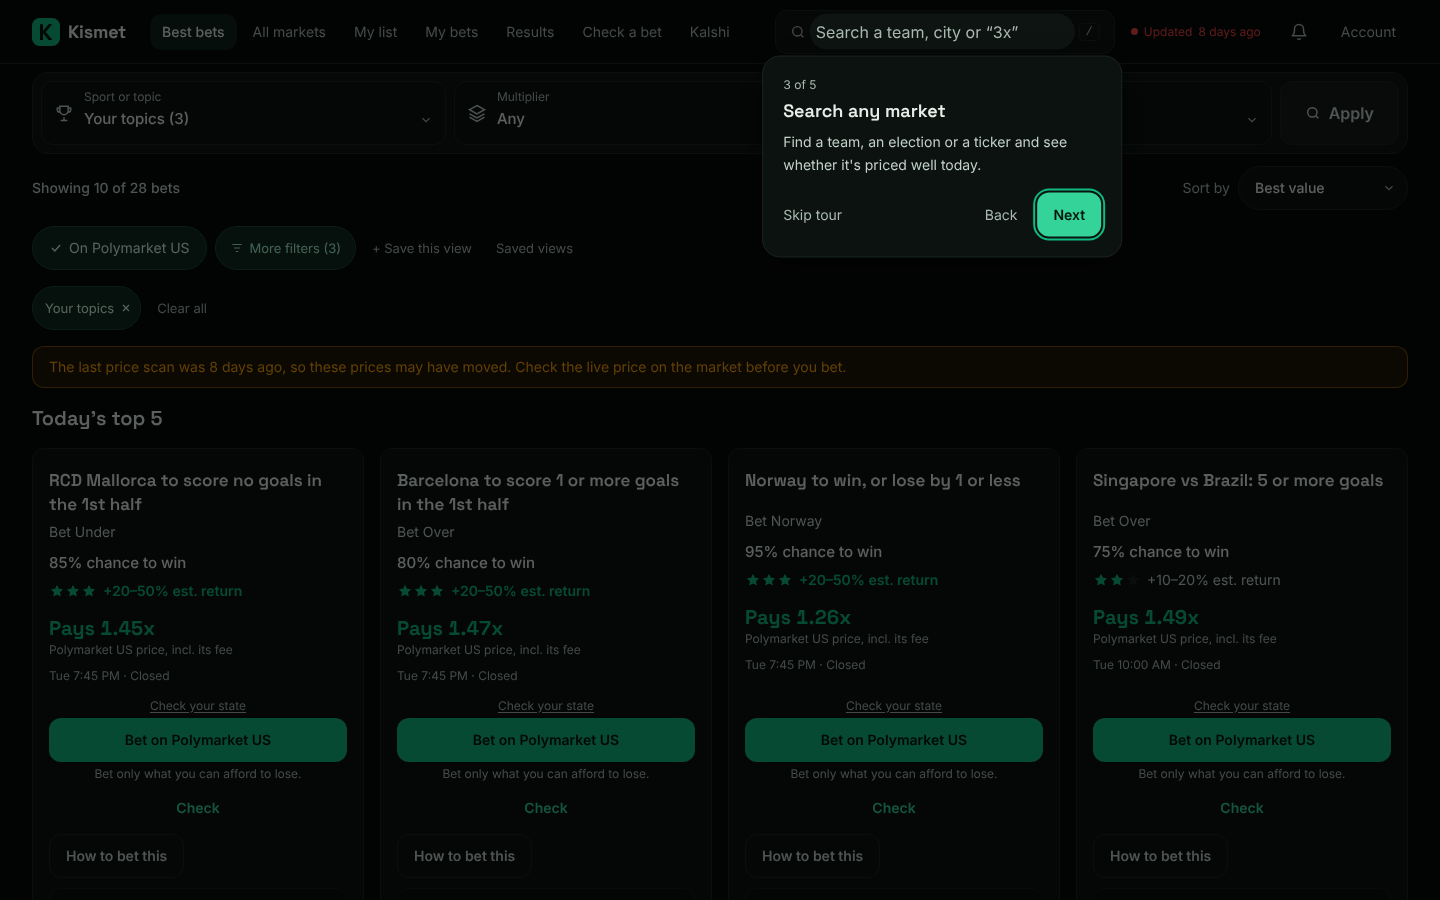 Kismet
Best bets
All markets
My list
My bets
Results
Check a bet
Kalshi
Search a team, city or “3x”
/
Updated 8 days ago
Account
Sport or topic
Your topics (3)
Multiplier
Any
Apply
3 of 5
Search any market
Find a team, an election or a ticker and see
whether it's priced well today.
Skip tour
Back
Next
Showing 10 of 28 bets
Sort by
Best value
On Polymarket US
More filters (3)
+ Save this view
Saved views
Your topics ×
Clear all
The last price scan was 8 days ago, so these prices may have moved. Check the live price on the market before you bet.
Today’s top 5
RCD Mallorca to score no goals in
the 1st half
Bet Under
85% chance to win
+20–50% est. return
Pays 1.45x
Polymarket US price, incl. its fee
Tue 7:45 PM · Closed
Check your state
Bet on Polymarket US
Bet only what you can afford to lose.
Check
How to bet this
Barcelona to score 1 or more goals
in the 1st half
Bet Over
80% chance to win
+20–50% est. return
Pays 1.47x
Polymarket US price, incl. its fee
Tue 7:45 PM · Closed
Check your state
Bet on Polymarket US
Bet only what you can afford to lose.
Check
How to bet this
Norway to win, or lose by 1 or less
Bet Norway
95% chance to win
+20–50% est. return
Pays 1.26x
Polymarket US price, incl. its fee
Tue 7:45 PM · Closed
Check your state
Bet on Polymarket US
Bet only what you can afford to lose.
Check
How to bet this
Singapore vs Brazil: 5 or more goals
Bet Over
75% chance to win
+10–20% est. return
Pays 1.49x
Polymarket US price, incl. its fee
Tue 10:00 AM · Closed
Check your state
Bet on Polymarket US
Bet only what you can afford to lose.
Check
How to bet this